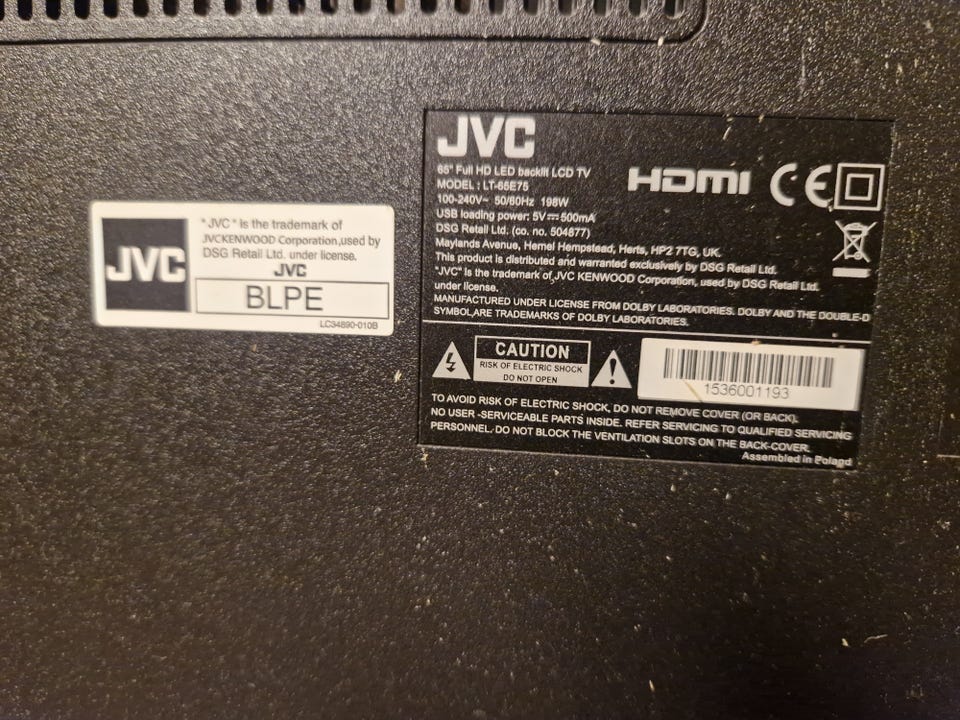 JVC
"JVC" is the trademark of
JVCKENWOOD Corporation,used by
DSG Retail Ltd. under license.
JVC
BLPE
LC34890-010B
JVC
65" Full HD LED backlit LCD TV
MODEL : LT-65E75
100-240V~ 50/60Hz 198W
USB loading power: 5V⎓500mA
DSG Retail Ltd. (co. no. 504877)
Maylands Avenue, Hemel Hempstead, Herts, HP2 7TG, UK.
This product is distributed and warranted exclusively by DSG Retail Ltd.
"JVC" is the trademark of JVC KENWOOD Corporation, used by DSG Retail Ltd.
under license.
MANUFACTURED UNDER LICENSE FROM DOLBY LABORATORIES. DOLBY AND THE DOUBLE-D
SYMBOL,ARE TRADEMARKS OF DOLBY LABORATORIES.
HDMI CE
CAUTION
RISK OF ELECTRIC SHOCK
DO NOT OPEN
1536001193
TO AVOID RISK OF ELECTRIC SHOCK, DO NOT REMOVE COVER (OR BACK).
NO USER -SERVICEABLE PARTS INSIDE. REFER SERVICING TO QUALIFIED SERVICING
PERSONNEL. DO NOT BLOCK THE VENTILATION SLOTS ON THE BACK-COVER.
Assembled in Poland